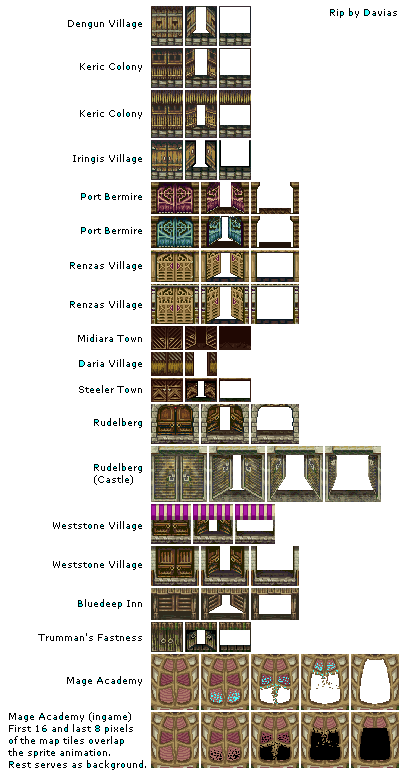 Rip by Davias
Dengun Village
Keric Colony
Keric Colony
Iringis Village
Port Bermire
Port Bermire
Renzas Village
Renzas Village
Midiara Town
Daria Village
Steeler Town
Rudelberg
Rudelberg
(Castle)
Weststone Village
Weststone Village
Bluedeep Inn
Trumman's Fastness
Mage Academy
Mage Academy (ingame)
First 16 and last 8 pixels
of the map tiles overlap
the sprite animation.
Rest serves as background.